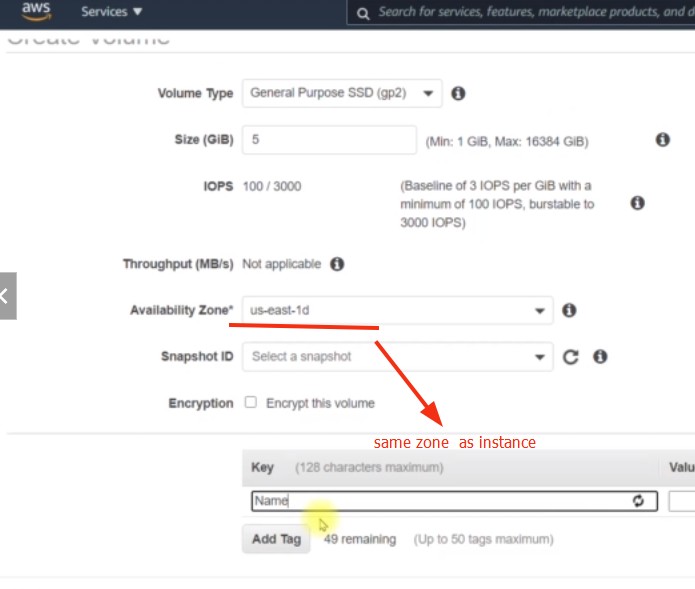 aws
Services
Search for services, features, marketplace products, and d
Create Volume
Volume Type General Purpose SSD (gp2)
Size (GiB) 5 (Min: 1 GiB, Max: 16384 GiB)
IOPS 100 / 3000 (Baseline of 3 IOPS per GiB with a
minimum of 100 IOPS, burstable to
3000 IOPS)
Throughput (MB/s) Not applicable
Availability Zone* us-east-1d
Snapshot ID Select a snapshot
Encryption Encrypt this volume
same zone as instance
Key (128 characters maximum) Valu
Name
Add Tag 49 remaining (Up to 50 tags maximum)